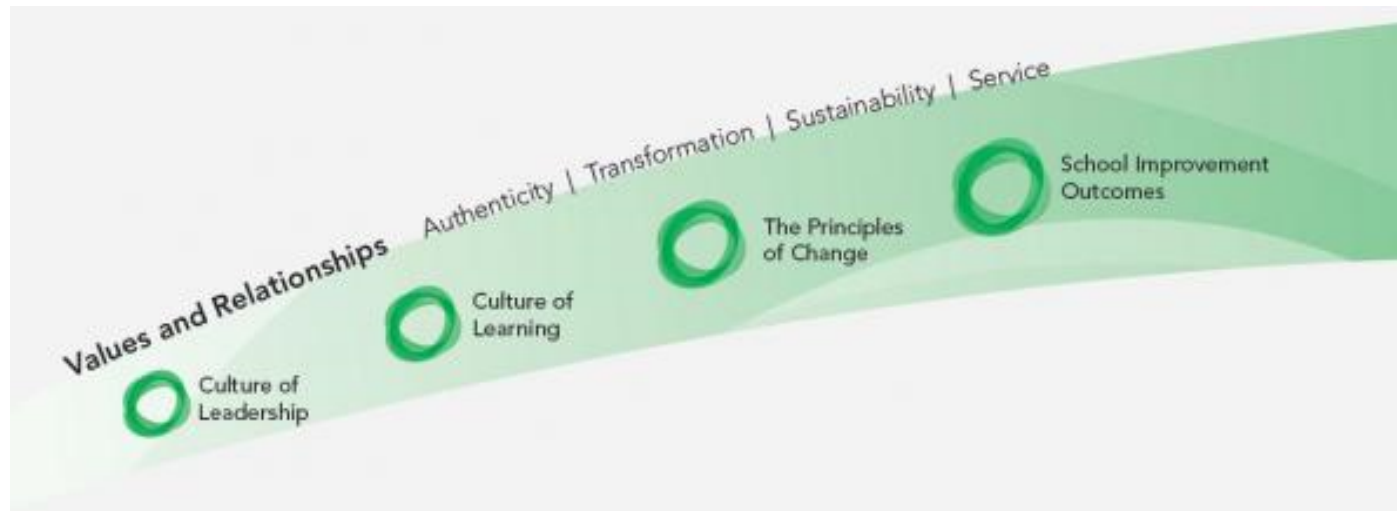 Values and Relationships Authenticity | Transformation | Sustainability | Service
Culture of
Leadership
Culture of
Learning
The Principles
of Change
School Improvement
Outcomes